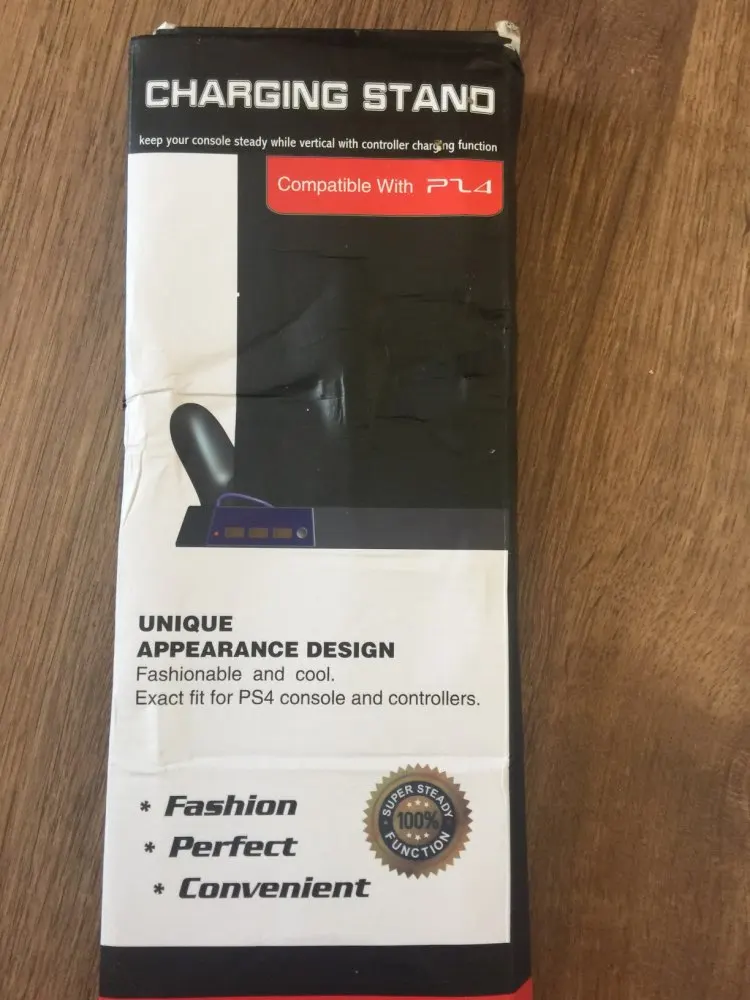 CHARGING STAND
keep your console steady while vertical with controller charging function
Compatible With PS4
UNIQUE
APPEARANCE DESIGN
Fashionable and cool.
Exact fit for PS4 console and controllers.
* Fashion
* Perfect
* Convenient
SUPER STEADY
100%
FUNCTION